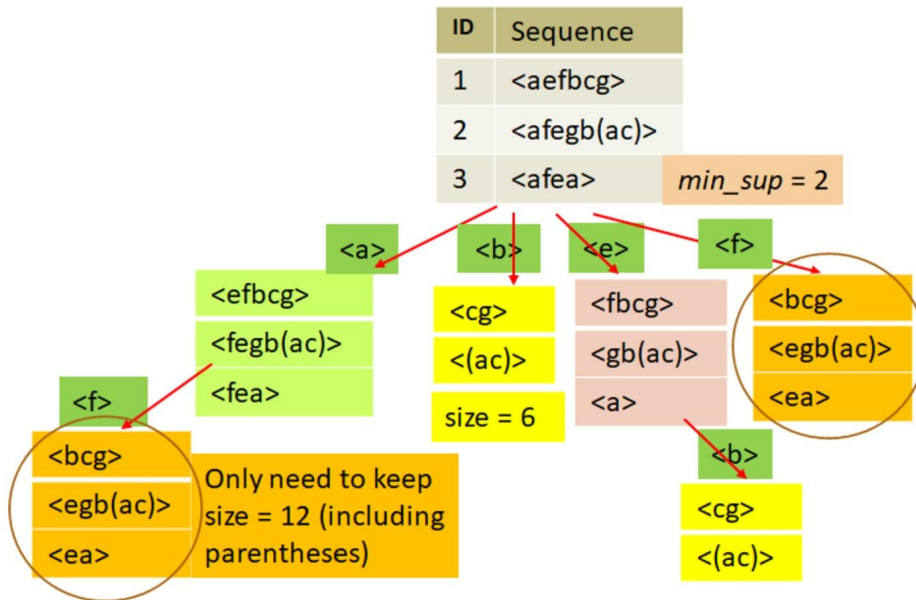 ID Sequence
1 <aefbcg>
2 <afegb(ac)>
3 <afea>
min_sup = 2
<a>
<b>
<e>
<f>
<efbcg>
<fegb(ac)>
<fea>
<cg>
<(ac)>
size = 6
<fbcg>
<gb(ac)>
<a>
<bcg>
<egb(ac)>
<ea>
<f>
<bcg>
<egb(ac)>
<ea>
Only need to keep
size = 12 (including
parentheses)
<b>
<cg>
<(ac)>